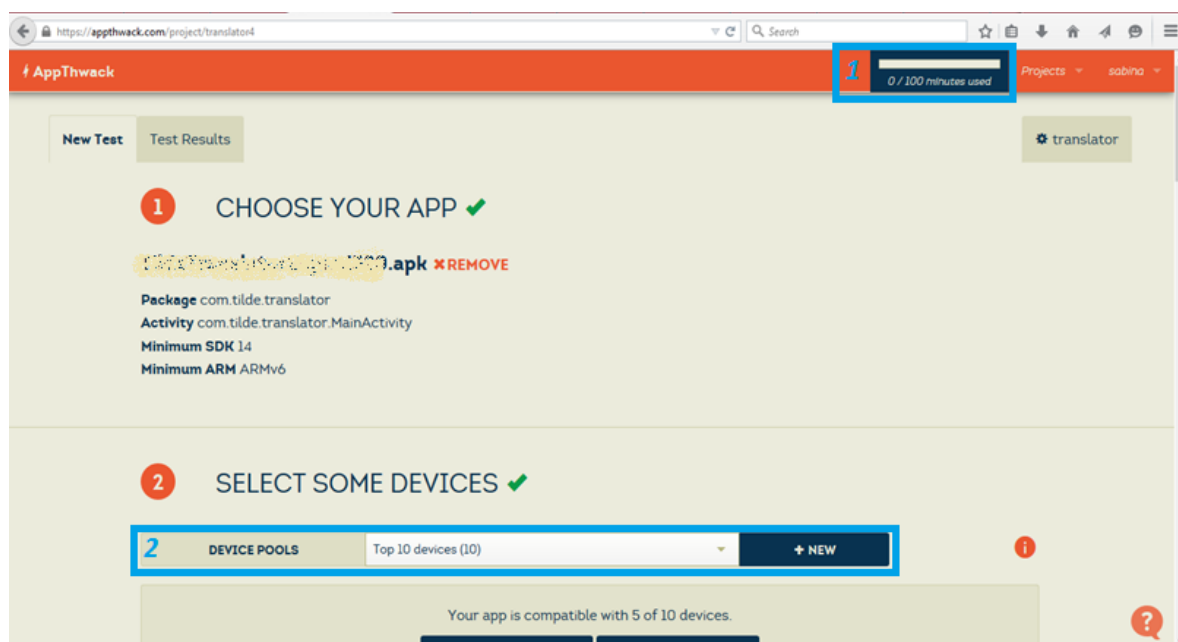 https://appthwack.com/project/translator4
Search
AppThwack
1
0 / 100 minutes used
Projects
sabina
New Test
Test Results
translator
1
CHOOSE YOUR APP
.apk
REMOVE
Package com.tilde.translator
Activity com.tilde.translator.MainActivity
Minimum SDK 14
Minimum ARM ARMv6
2
SELECT SOME DEVICES
2
DEVICE POOLS
Top 10 devices (10)
+ NEW
i
Your app is compatible with 5 of 10 devices.
?